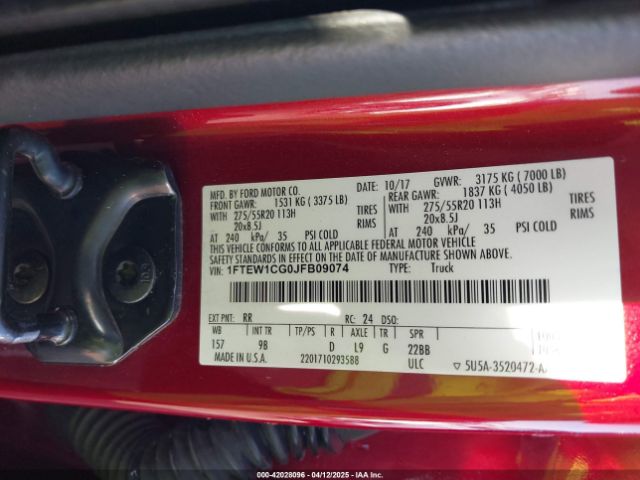 MFD. BY FORD MOTOR CO.
DATE: 10/17 GVWR: 3175 KG ( 7000 LB)
FRONT GAWR: 1531 KG ( 3375 LB) REAR GAWR: 1837 KG ( 4050 LB)
WITH 275/55R20 113H TIRES WITH 275/55R20 113H TIRES
20x8.5J RIMS 20x8.5J RIMS
AT 240 kPa/ 35 PSI COLD AT 240 kPa/ 35 PSI COLD
THIS VEHICLE CONFORMS TO ALL APPLICABLE FEDERAL MOTOR VEHICLE
SAFETY STANDARDS IN EFFECT ON THE DATE OF MANUFACTURE SHOWN ABOVE.
VIN: 1FTEW1CG0JFB09074 TYPE: Truck
EXT PNT: RR RC: 24 DSO:
WB INT TR TP/PS R AXLE TR SPR
157 9B D L9 G 22BB
MADE IN U.S.A. 2201710293588 ULC 5U5A-3520472-A
000-42028096 - 04/12/2025 - IAAI.COM